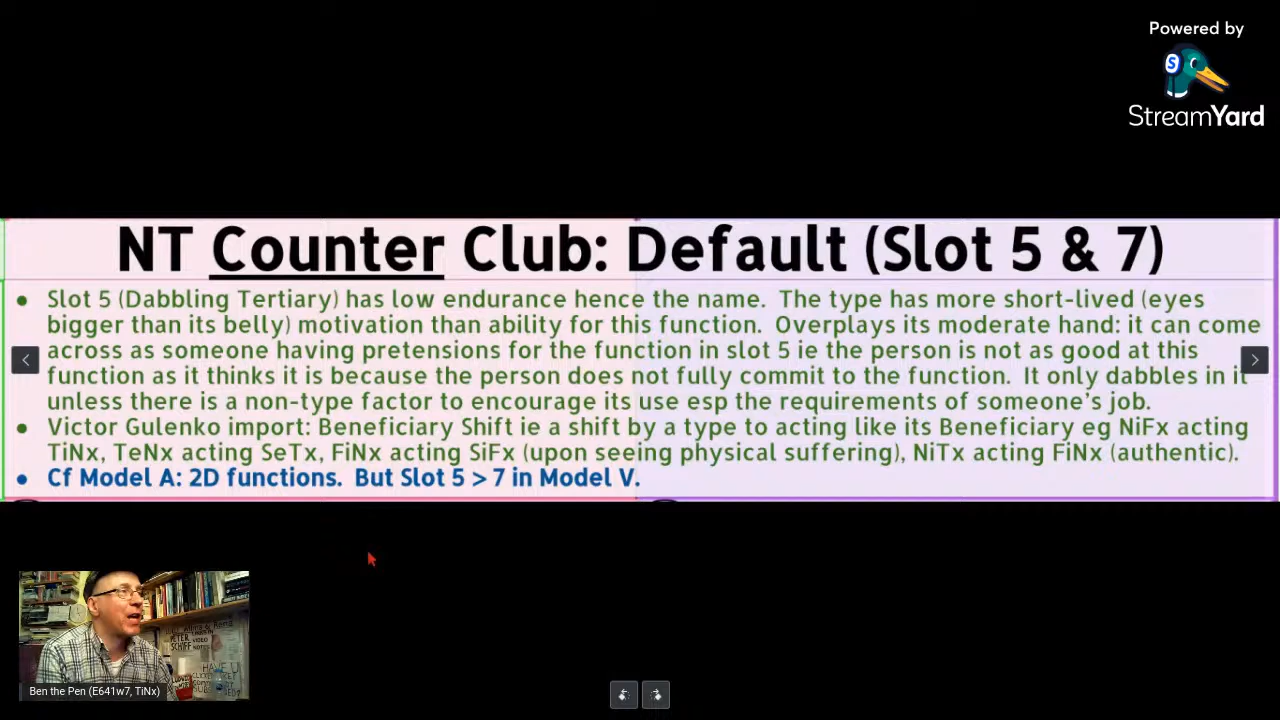 Powered by
StreamYard
NT Counter Club: Default (Slot 5 & 7)
● Slot 5 (Dabbling Tertiary) has low endurance hence the name. The type has more short-lived (eyes
bigger than its belly) motivation than ability for this function. Overplays its moderate hand: it can come
across as someone having pretensions for the function in slot 5 ie the person is not as good at this
function as it thinks it is because the person does not fully commit to the function. It only dabbles in it
unless there is a non-type factor to encourage its use esp the requirements of someone's job.
● Victor Gulenko import: Beneficiary Shift ie a shift by a type to acting like its Beneficiary eg NiFx acting
TiNx, TeNx acting SeTx, FiNx acting SiFx (upon seeing physical suffering), NiTx acting FiNx (authentic).
● Cf Model A: 2D functions. But Slot 5 > 7 in Model V.
PETER
SCHIFF
VIDEO
NOTES
HAVE U
Ben the Pen (E641w7, TiNx)